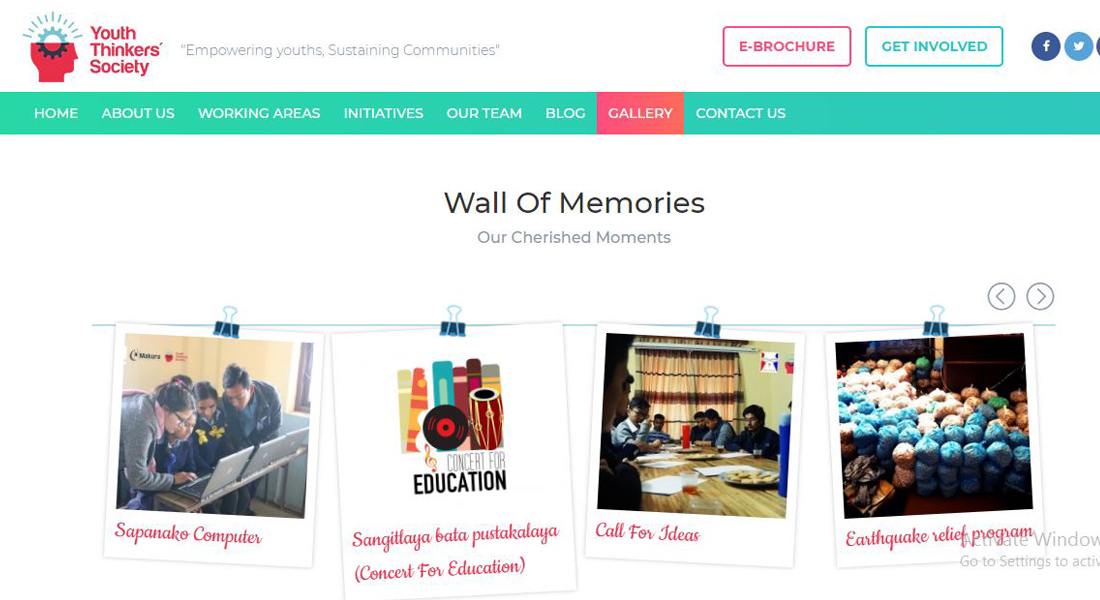 Youth
Thinkers'
Society
"Empowering youths, Sustaining Communities"
E-BROCHURE
GET INVOLVED
HOME
ABOUT US
WORKING AREAS
INITIATIVES
OUR TEAM
BLOG
GALLERY
CONTACT US
Wall Of Memories
Our Cherished Moments
Makura
CONCERT FOR
EDUCATION
Sapanako Computer
Sangitlaya bata pustakalaya
(Concert For Education)
Call For Ideas
Earthquake relief program
Activate Window
Go to Settings to activ